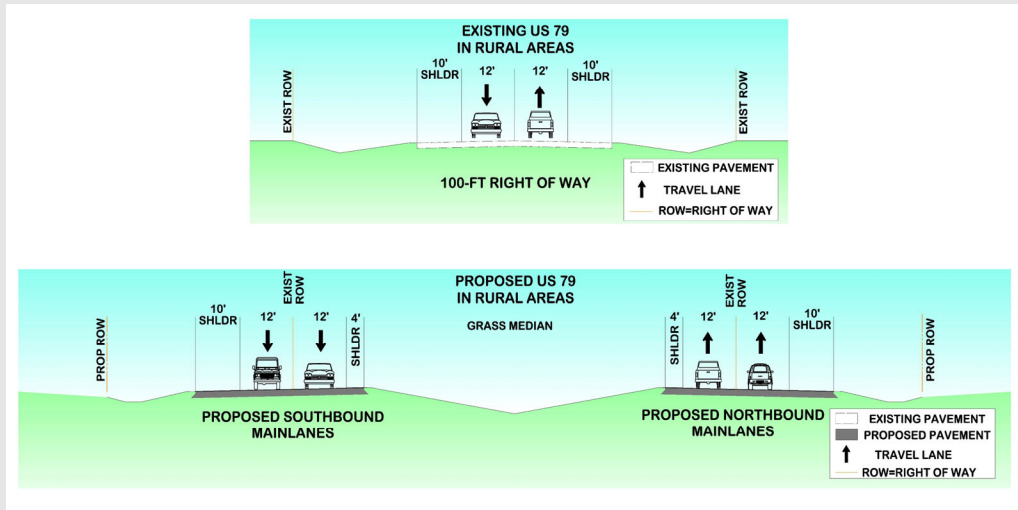 EXISTING US 79
IN RURAL AREAS
10'
SHLDR
12'
12'
10'
SHLDR
EXIST ROW
EXIST ROW
100-FT RIGHT OF WAY
EXISTING PAVEMENT
TRAVEL LANE
ROW=RIGHT OF WAY
PROPOSED US 79
IN RURAL AREAS
GRASS MEDIAN
PROP ROW
10'
SHLDR
12'
EXIST
ROW
12'
4'
SHLDR
4'
SHLDR
12'
EXIST
ROW
12'
10'
SHLDR
PROP ROW
PROPOSED SOUTHBOUND
MAINLANES
PROPOSED NORTHBOUND
MAINLANES
EXISTING PAVEMENT
PROPOSED PAVEMENT
TRAVEL LANE
ROW=RIGHT OF WAY